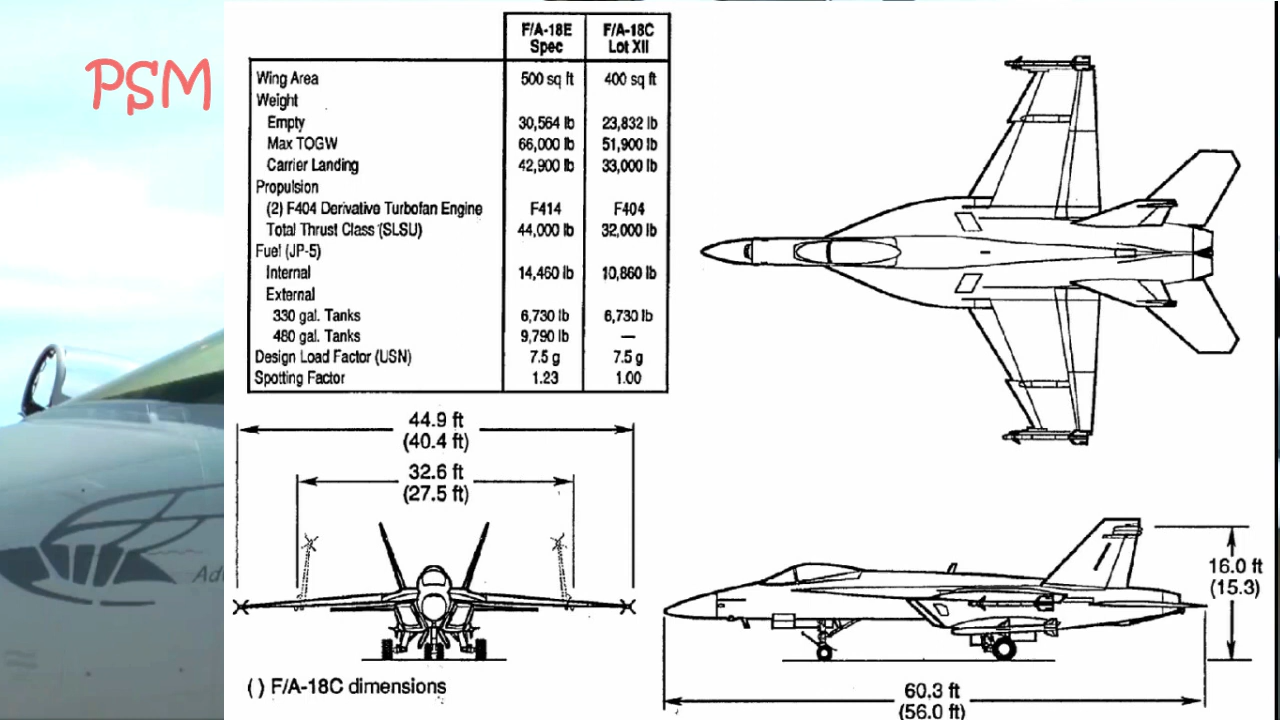 PSM
F/A-18E Spec F/A-18C Lot XII
Wing Area 500 sq ft 400 sq ft
Weight
Empty 30,564 lb 23,832 lb
Max TOGW 66,000 lb 51,900 lb
Carrier Landing 42,900 lb 33,000 lb
Propulsion
(2) F404 Derivative Turbofan Engine F414 F404
Total Thrust Class (SLSU) 44,000 lb 32,000 lb
Fuel (JP-5)
Internal 14,460 lb 10,860 lb
External
330 gal. Tanks 6,730 lb 6,730 lb
480 gal. Tanks 9,790 lb —
Design Load Factor (USN) 7.5 g 7.5 g
Spotting Factor 1.23 1.00
44.9 ft
(40.4 ft)
32.6 ft
(27.5 ft)
16.0 ft
(15.3)
( ) F/A-18C dimensions
60.3 ft
(56.0 ft)